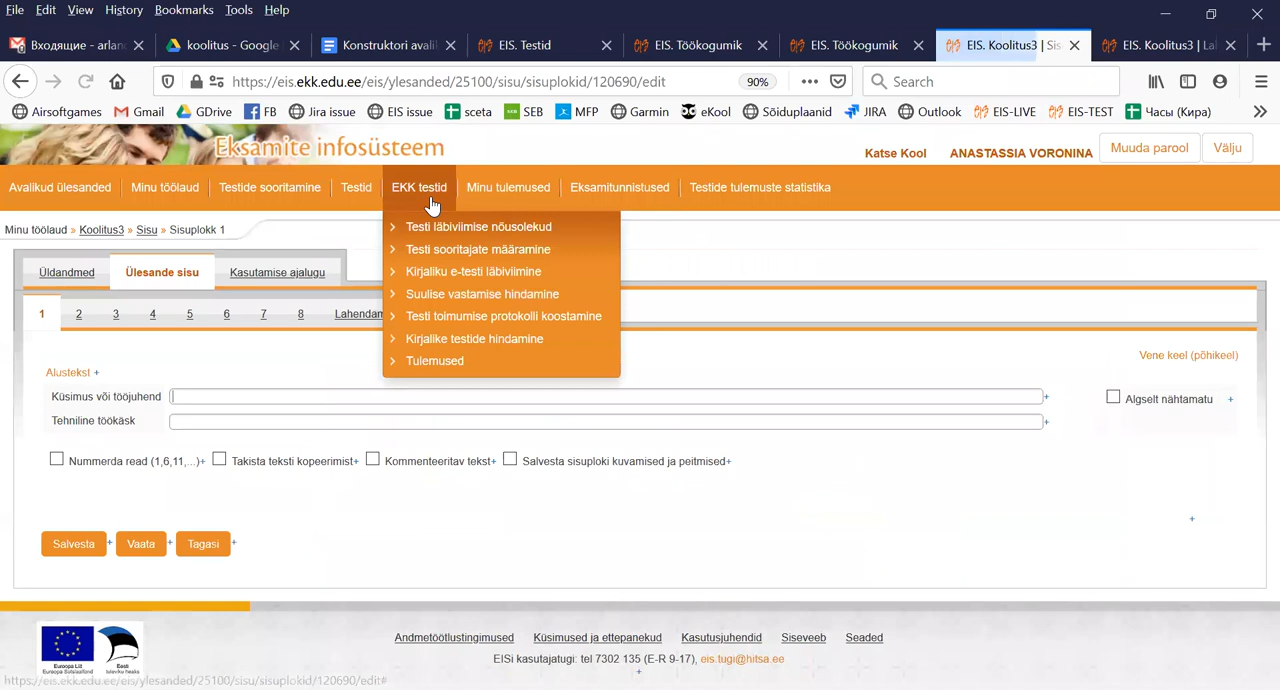 File Edit View History Bookmarks Tools Help
Входящие - arlan
koolitus - Google
Konstruktori avali
EIS. Testid
EIS. Töökogumik
EIS. Töökogumik
EIS. Koolitus3 | Sis
EIS. Koolitus3 | La
https://eis.ekk.edu.ee/eis/ylesanded/25100/sisu/sisuplokid/120690/edit 90% Search
Airsoftgames Gmail GDrive FB Jira issue EIS issue sceta SEB MFP Garmin eKool Sõiduplaanid JIRA Outlook EIS-LIVE EIS-TEST Часы (Кира)
Eksamite infosüsteem
Katse Kool ANASTASSIA VORONINA Muuda parool Välju
Avalikud ülesanded Minu töölaud Testide sooritamine Testid EKK testid Minu tulemused Eksamitunnistused Testide tulemuste statistika
Minu töölaud » Koolitus3 » Sisu » Sisuplokk 1
Testi läbiviimise nõusolekud
Testi sooritajate määramine
Kirjaliku e-testi läbiviimine
Suulise vastamise hindamine
Testi toimumise protokolli koostamine
Kirjalike testide hindamine
Tulemused
Üldandmed Ülesande sisu Kasutamise ajalugu
1 2 3 4 5 6 7 8 Lahendam
Vene keel (põhikeel)
Alustekst +
Küsimus või tööjuhend +
Algselt nähtamatu +
Tehniline töökäsk +
Nummerda read (1,6,11,...)+ Takista teksti kopeerimist+ Kommenteeritav tekst+ Salvesta sisuploki kuvamised ja peitmised+
+
Salvesta + Vaata + Tagasi +
Euroopa Liit
Euroopa Sotsiaalfond
Eesti
tuleviku heaks
Andmetöötlustingimused Küsimused ja ettepanekud Kasutusjuhendid Siseveeb Seaded
EISi kasutajatugi: tel 7302 135 (E-R 9-17), eis.tugi@hitsa.ee
+
https://eis.ekk.edu.ee/eis/ylesanded/25100/sisu/sisuplokid/120690/edit#